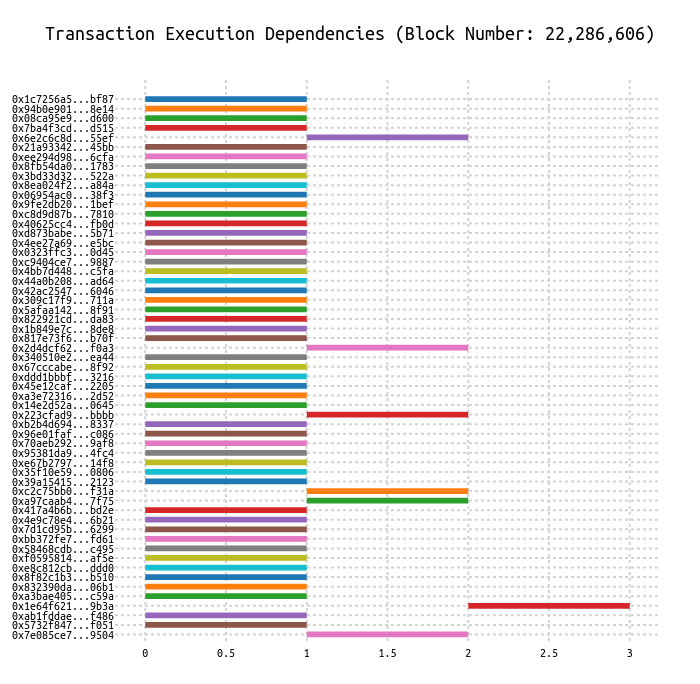 Transaction Execution Dependencies (Block Number: 22,286,606)
0x1c7256a5...bf87
0x94b0e901...8e14
0x08ca95e9...d600
0x7ba4f3cd...d515
0x6e2c6c8d...55ef
0x21a93342...45bb
0xee294d98...6cfa
0x8fb54da0...1783
0x3bd33d32...522a
0x8ea024f2...a84a
0x06954ac0...38f3
0x9fe2db20...1bef
0xc8d9d87b...7810
0x40625cc4...fb0d
0xd873babe...5b71
0x4ee27a69...e5bc
0x0323ffc3...0d45
0xc9404ce7...9887
0x4bb7d448...c5fa
0x44a0b208...ad64
0x42ac2547...6046
0x309c17f9...711a
0x5afaa142...8f91
0x822921cd...da83
0x1b849e7c...8de8
0x817e73f6...b70f
0x2d4dcf62...f0a3
0x340510e2...ea44
0x67cccabe...8f92
0xddd1bbbf...3216
0x45e12caf...2205
0xa3e72316...2d52
0x14e2d52a...0645
0x223cfad9...bbbb
0xb2b4d694...8337
0x96e01faf...c086
0x70aeb292...9af8
0x95381da9...4fc4
0xe67b2797...14f8
0x35f10e59...0806
0x39a15415...2123
0xc2c75bb0...f31a
0xa97caab4...7f75
0x417a4b6b...bd2e
0x4e9c78e4...6b21
0x7d1cd95b...6299
0xbb372fe7...fd61
0x58468cdb...c495
0xf0595814...af5e
0xe8c812cb...ddd0
0x8f82c1b3...b510
0x832390da...06b1
0xa3bae405...c59a
0x1e64f621...9b3a
0xab1fddae...f486
0x5732f847...f051
0x7e085ce7...9504
0 0.5 1 1.5 2 2.5 3